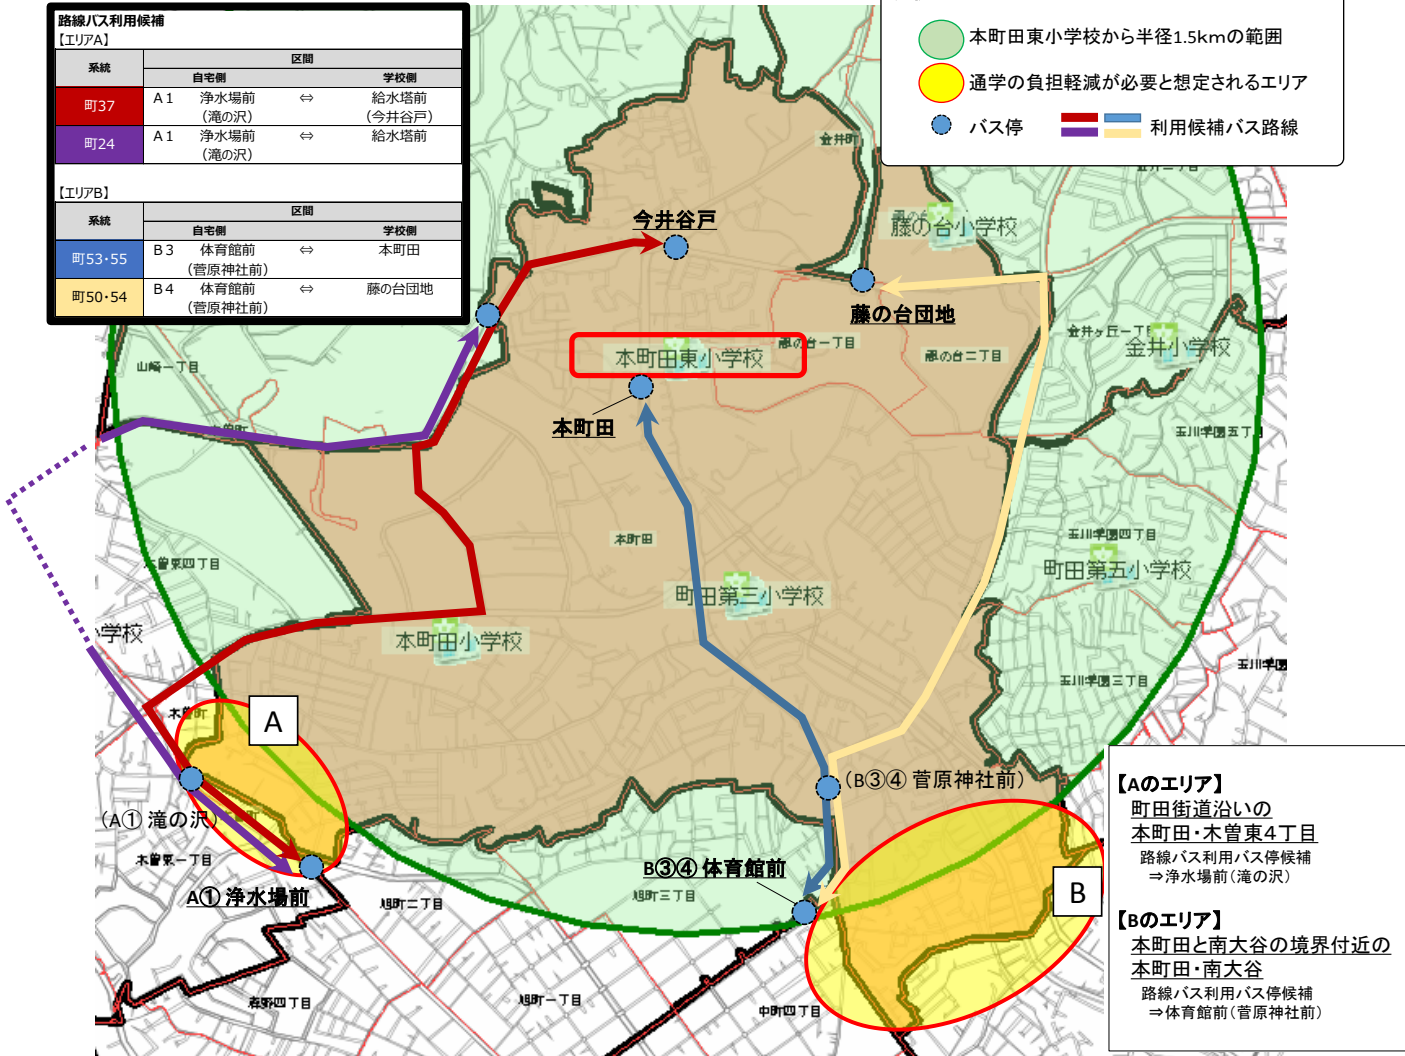 路線バス利用候補
【エリアA】
系統 区間
自宅側 学校側
町37 A1 浄水場前 ⇔ 給水塔前
(滝の沢) (今井谷戸)
町24 A1 浄水場前 ⇔ 給水塔前
(滝の沢)
【エリアB】
系統 区間
自宅側 学校側
町53・55 B3 体育館前 ⇔ 本町田
(菅原神社前)
町50・54 B4 体育館前 ⇔ 藤の台団地
(菅原神社前)
本町田東小学校から半径1.5kmの範囲
通学の負担軽減が必要と想定されるエリア
バス停 利用候補バス路線
金井町
今井谷戸
藤の台小学校
藤の台団地
本町田東小学校
藤の台一丁目
藤の台二丁目
金井ヶ丘一丁目
金井小学校
山崎一丁目
本町田
玉川学園五丁目
木曽東四丁目
本町田
玉川学園四丁目
町田第五小学校
町田第三小学校
小学校
本町田小学校
玉川学園三丁目
木曽町
A
(A① 滝の沢)
木曽東一丁目
A① 浄水場前
旭町二丁目
(B③④ 菅原神社前)
B③④ 体育館前
旭町三丁目
B
森野四丁目
旭町一丁目
中町四丁目
【Aのエリア】
町田街道沿いの
本町田・木曽東4丁目
路線バス利用バス停候補
⇒浄水場前(滝の沢)
【Bのエリア】
本町田と南大谷の境界付近の
本町田・南大谷
路線バス利用バス停候補
⇒体育館前(菅原神社前)